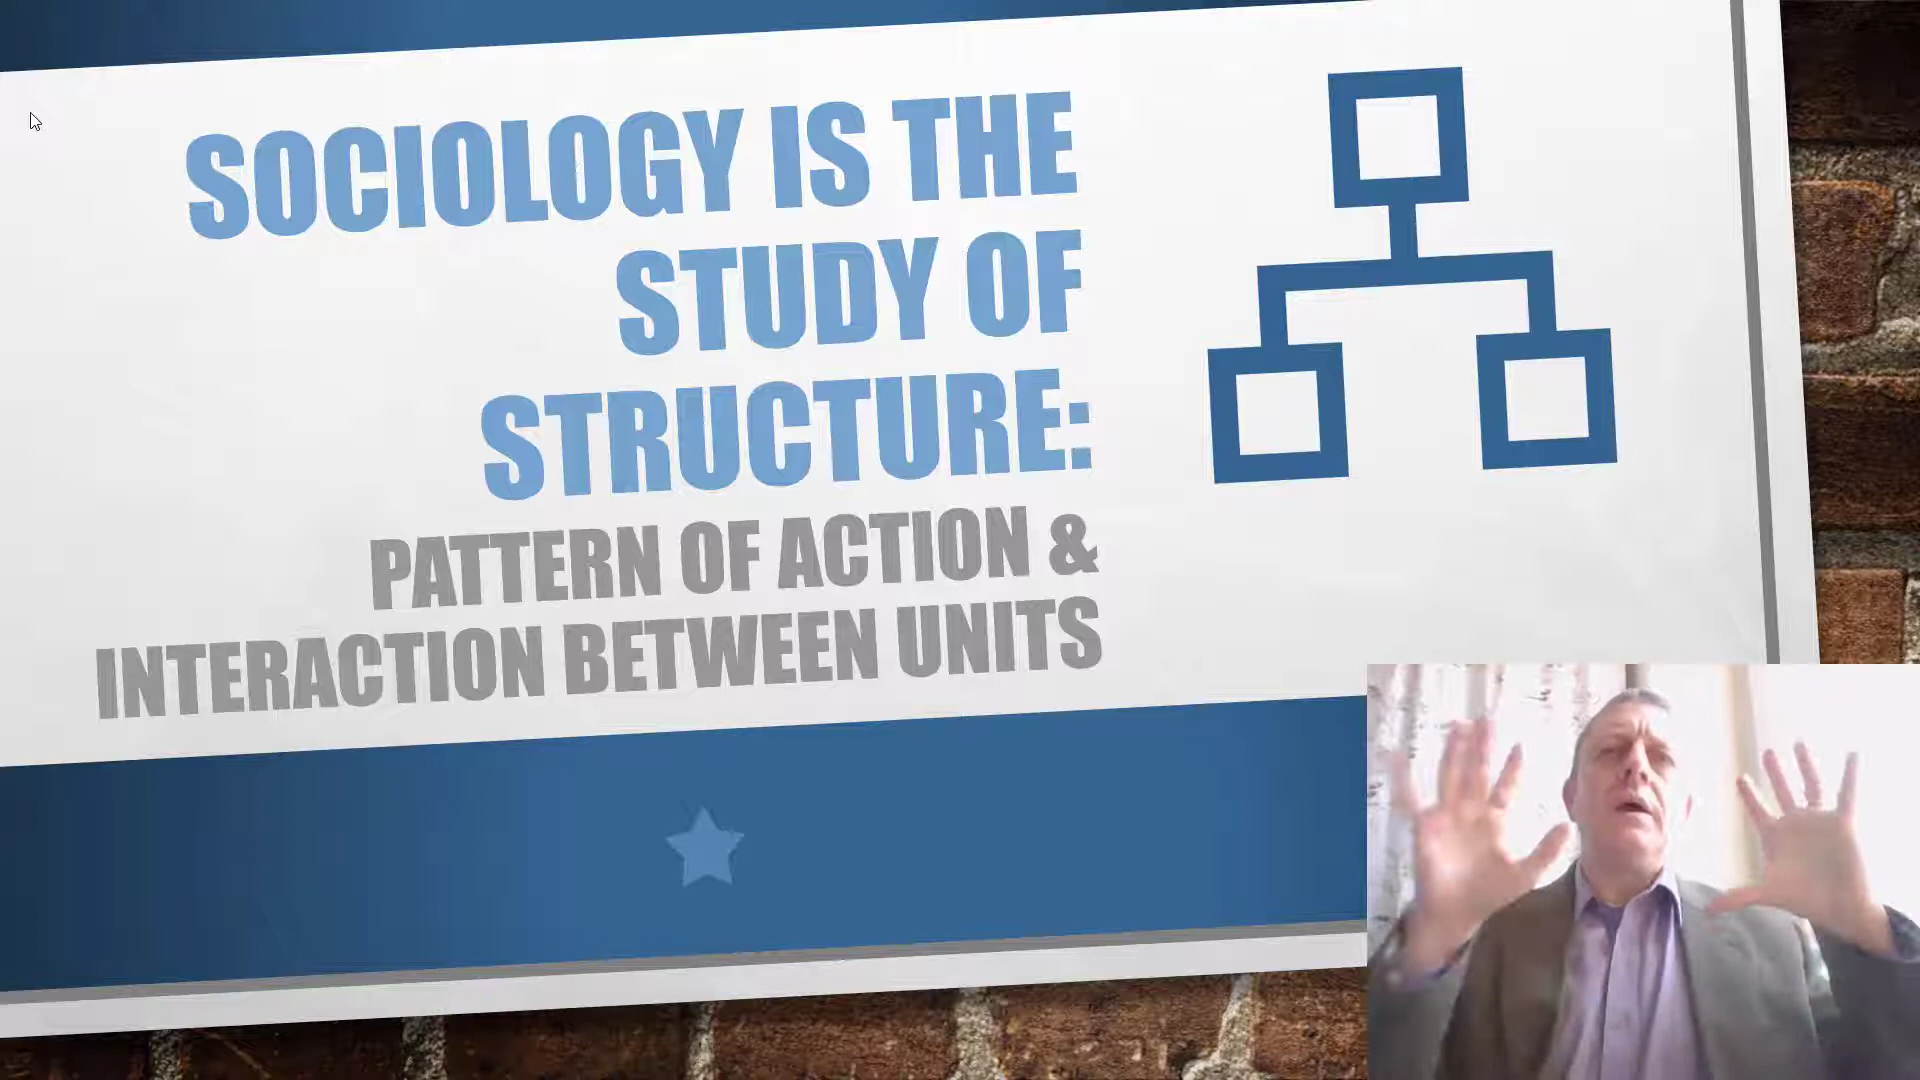 SOCIOLOGY IS THE
STUDY OF
STRUCTURE:
PATTERN OF ACTION &
INTERACTION BETWEEN UNITS